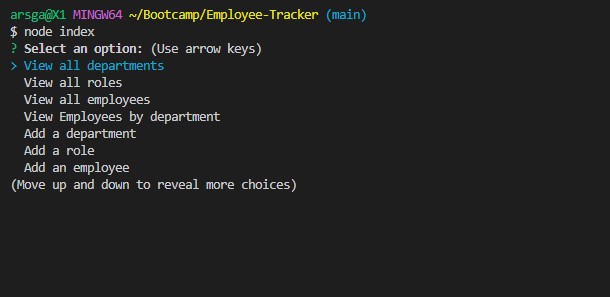 arsga@X1 MINGW64 ~/Bootcamp/Employee-Tracker (main)
$ node index
? Select an option: (Use arrow keys)
> View all departments
  View all roles
  View all employees
  View Employees by department
  Add a department
  Add a role
  Add an employee
(Move up and down to reveal more choices)